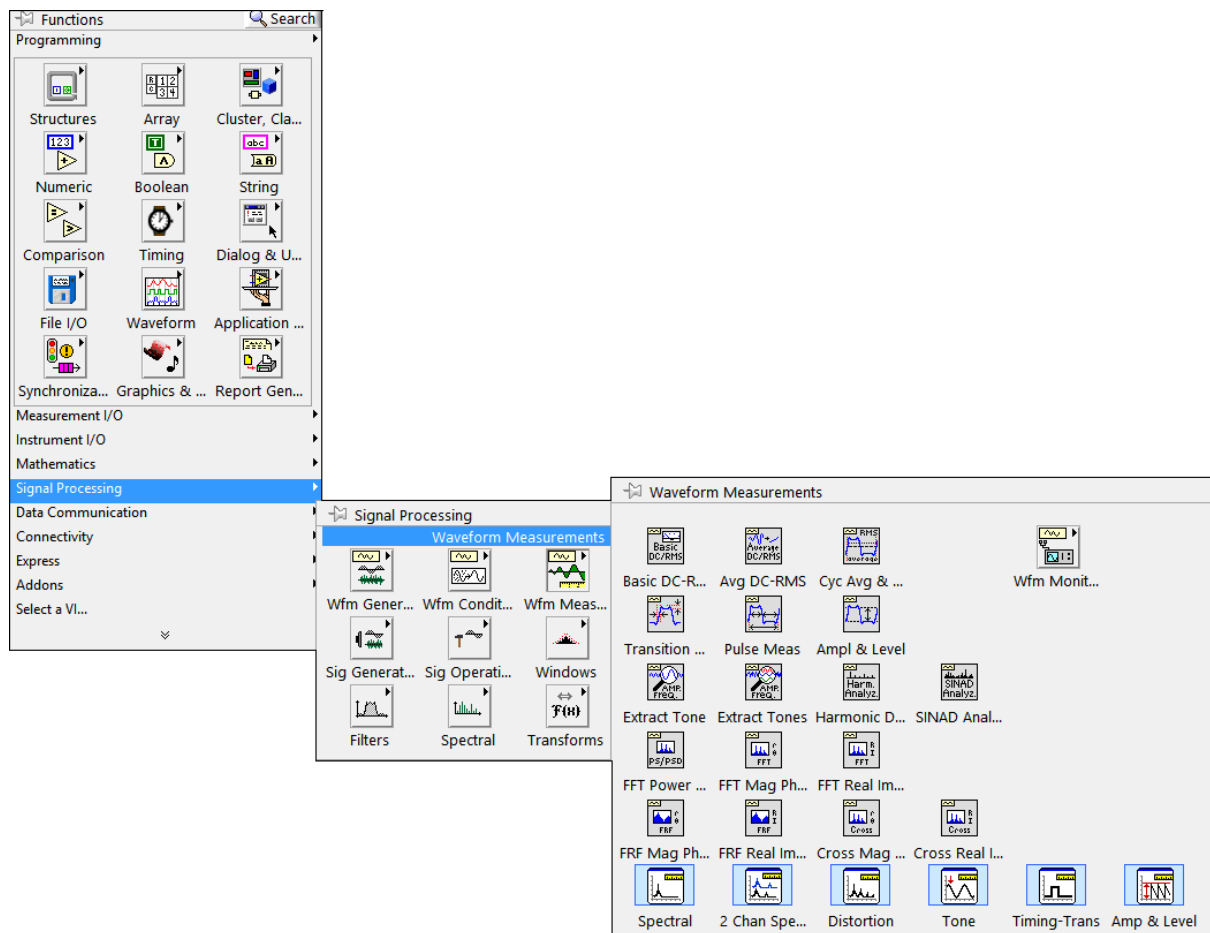 Functions Search
Programming
Structures Array Cluster, Cla...
Numeric Boolean String
Comparison Timing Dialog & U...
File I/O Waveform Application ...
Synchroniza... Graphics & ... Report Gen...
Measurement I/O
Instrument I/O
Mathematics
Signal Processing
Data Communication
Connectivity
Express
Addons
Select a VI...
Signal Processing
Waveform Measurements
Wfm Gener... Wfm Condit... Wfm Meas...
Sig Generat... Sig Operati... Windows
Filters Spectral Transforms
Waveform Measurements
Basic DC-R... Avg DC-RMS Cyc Avg & ... Wfm Monit...
Transition ... Pulse Meas Ampl & Level
Extract Tone Extract Tones Harmonic D... SINAD Anal...
FFT Power ... FFT Mag Ph... FFT Real Im...
FRF Mag Ph... FRF Real Im... Cross Mag ... Cross Real I...
Spectral 2 Chan Spe... Distortion Tone Timing-Trans Amp & Level